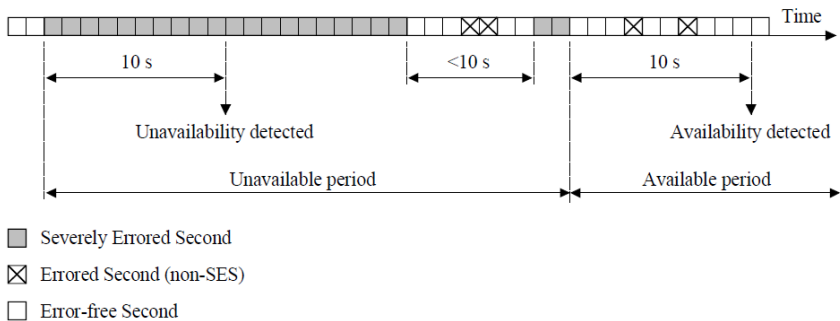 Time
10 s
<10 s
10 s
Unavailability detected
Availability detected
Unavailable period
Available period
Severely Errored Second
Errored Second (non-SES)
Error-free Second